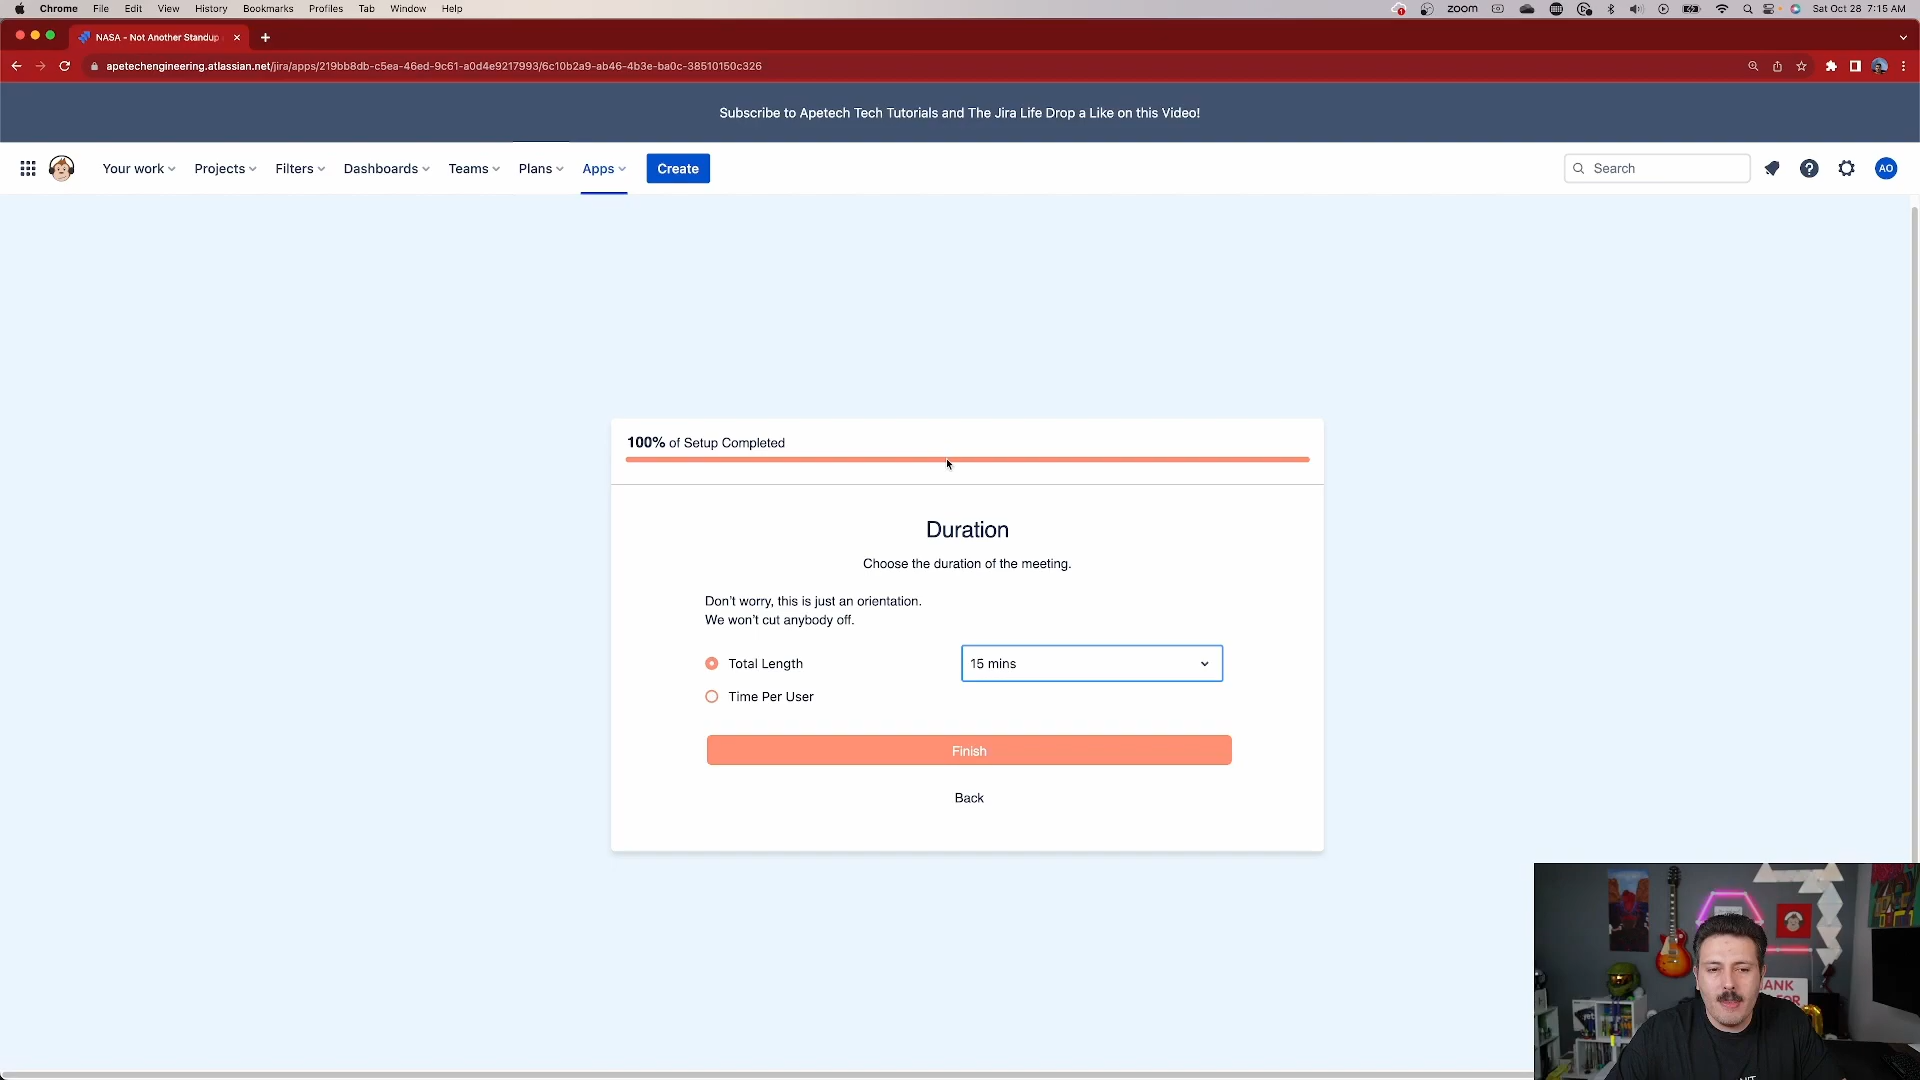 Chrome File Edit View History Bookmarks Profiles Tab Window Help
zoom Sat Oct 28 7:15 AM
NASA - Not Another Standup
apetechengineering.atlassian.net/jira/apps/219bb8db-c5ea-46ed-9c61-a0d4e9217993/6c10b2a9-ab46-4b3e-ba0c-38510150c326
Subscribe to Apetech Tech Tutorials and The Jira Life Drop a Like on this Video!
Your work Projects Filters Dashboards Teams Plans Apps Create Search AO
100% of Setup Completed
Duration
Choose the duration of the meeting.
Don't worry, this is just an orientation.
We won't cut anybody off.
Total Length 15 mins
Time Per User
Finish
Back